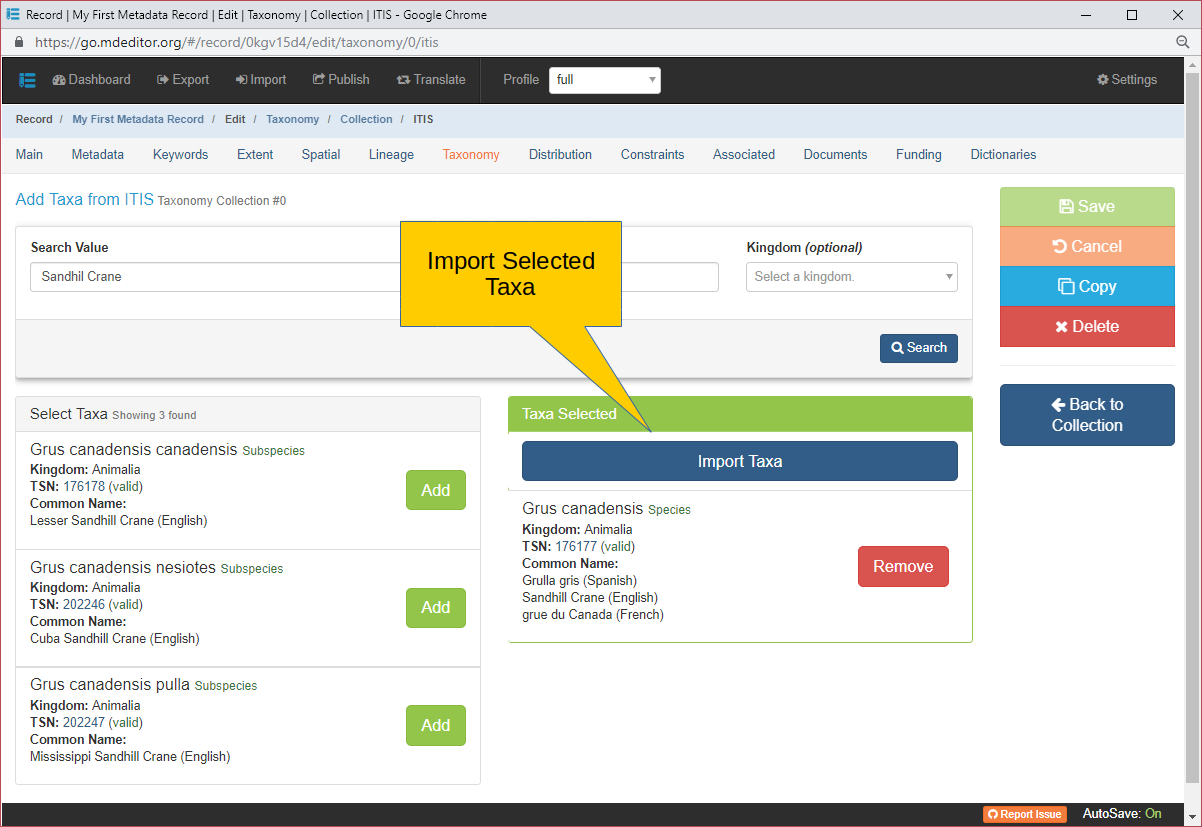 Record | My First Metadata Record | Edit | Taxonomy | Collection | ITIS - Google Chrome
https://go.mdeditor.org/#/record/0kgv15d4/edit/taxonomy/0/itis
Dashboard Export Import Publish Translate Profile full Settings
Record / My First Metadata Record / Edit / Taxonomy / Collection / ITIS
Main Metadata Keywords Extent Spatial Lineage Taxonomy Distribution Constraints Associated Documents Funding Dictionaries
Add Taxa from ITIS Taxonomy Collection #0
Search Value
Sandhil Crane
Import Selected
Taxa
Kingdom (optional)
Select a kingdom.
Search
Save
Cancel
Copy
Delete
Back to
Collection
Select Taxa Showing 3 found
Grus canadensis canadensis Subspecies
Kingdom: Animalia
TSN: 176178 (valid)
Common Name:
Lesser Sandhill Crane (English)
Add
Grus canadensis nesiotes Subspecies
Kingdom: Animalia
TSN: 202246 (valid)
Common Name:
Cuba Sandhill Crane (English)
Add
Grus canadensis pulla Subspecies
Kingdom: Animalia
TSN: 202247 (valid)
Common Name:
Mississippi Sandhill Crane (English)
Add
Taxa Selected
Import Taxa
Grus canadensis Species
Kingdom: Animalia
TSN: 176177 (valid)
Common Name:
Grulla gris (Spanish)
Sandhill Crane (English)
grue du Canada (French)
Remove
Report Issue AutoSave: On